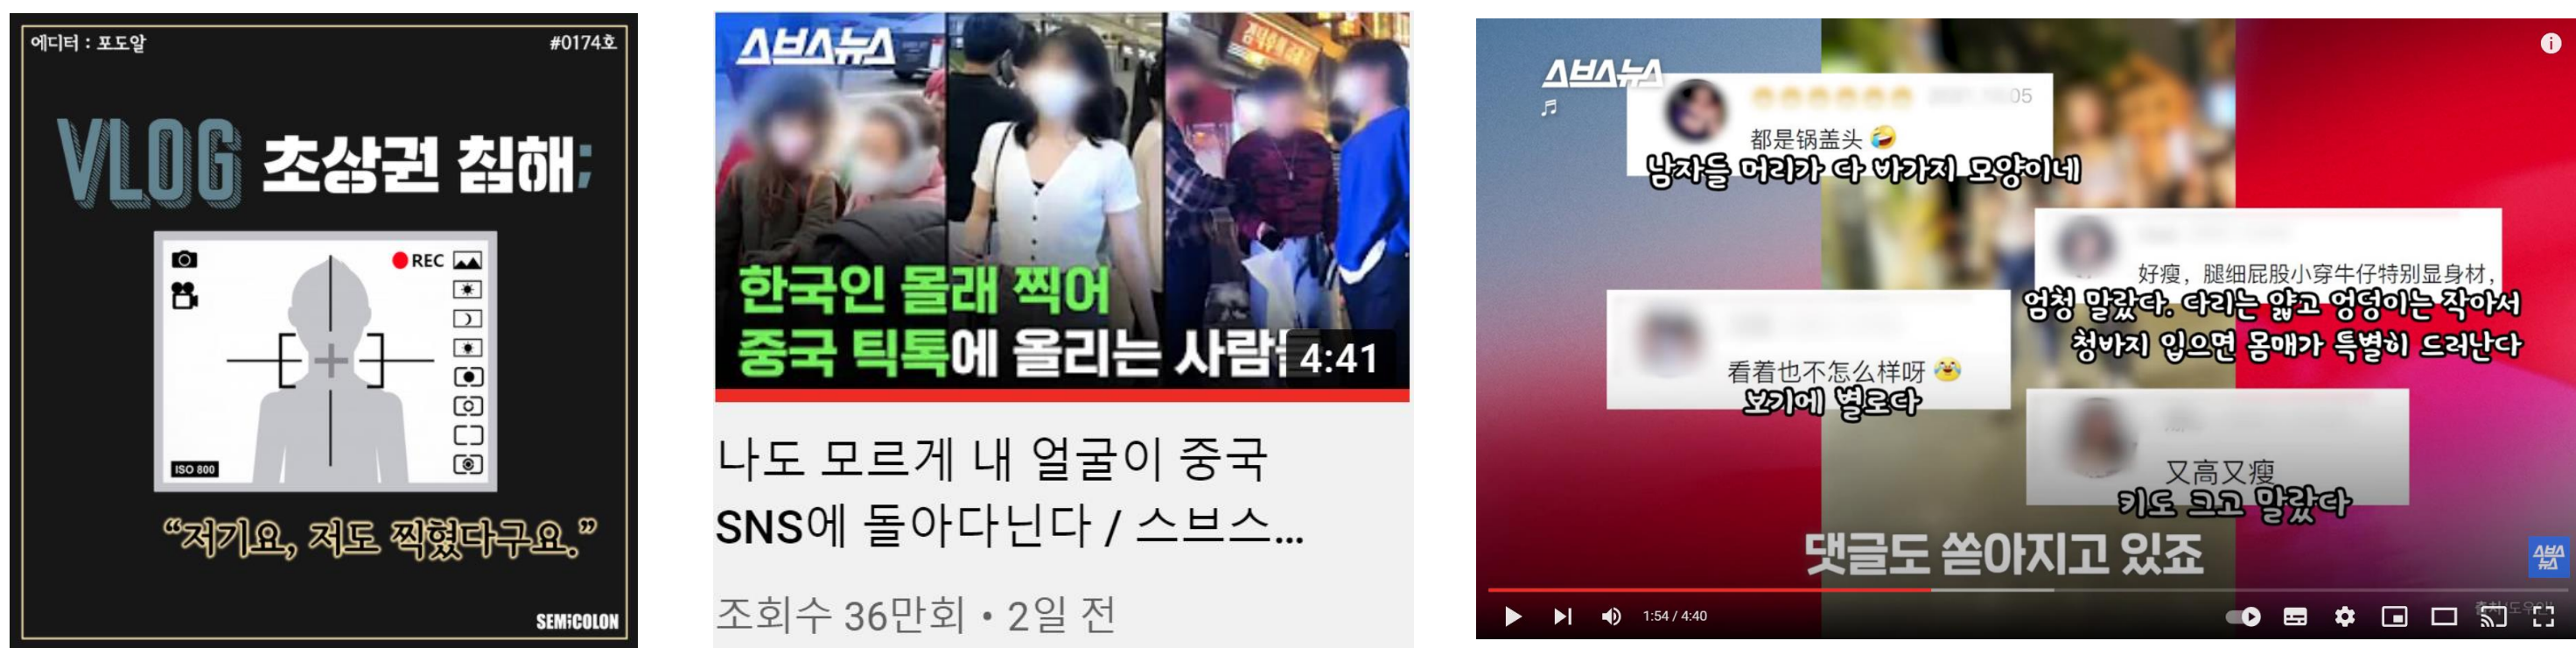 에디터 : 포도알
#0174호
VLOG 초상권 침해;
REC
ISO 800
“저기요, 저도 찍혔다구요.”
SEMiCOLON
스브스뉴스
한국인 몰래 찍어
중국 틱톡에 올리는 사람
4:41
나도 모르게 내 얼굴이 중국
SNS에 돌아다닌다 / 스브스...
조회수 36만회 • 2일 전
스브스뉴스
05
都是锅盖头🤣
남자들 머리가 다 바가지 모양이네
好瘦，腿细屁股小穿牛仔特别显身材，
엄청 말랐다. 다리는 얇고 엉덩이는 작아서
청바지 입으면 몸매가 특별히 드러난다
看着也不怎么样呀😂
보기에 별로다
又高又瘦
키도 크고 말랐다
댓글도 쏟아지고 있죠
스브스뉴스
1:54 / 4:40